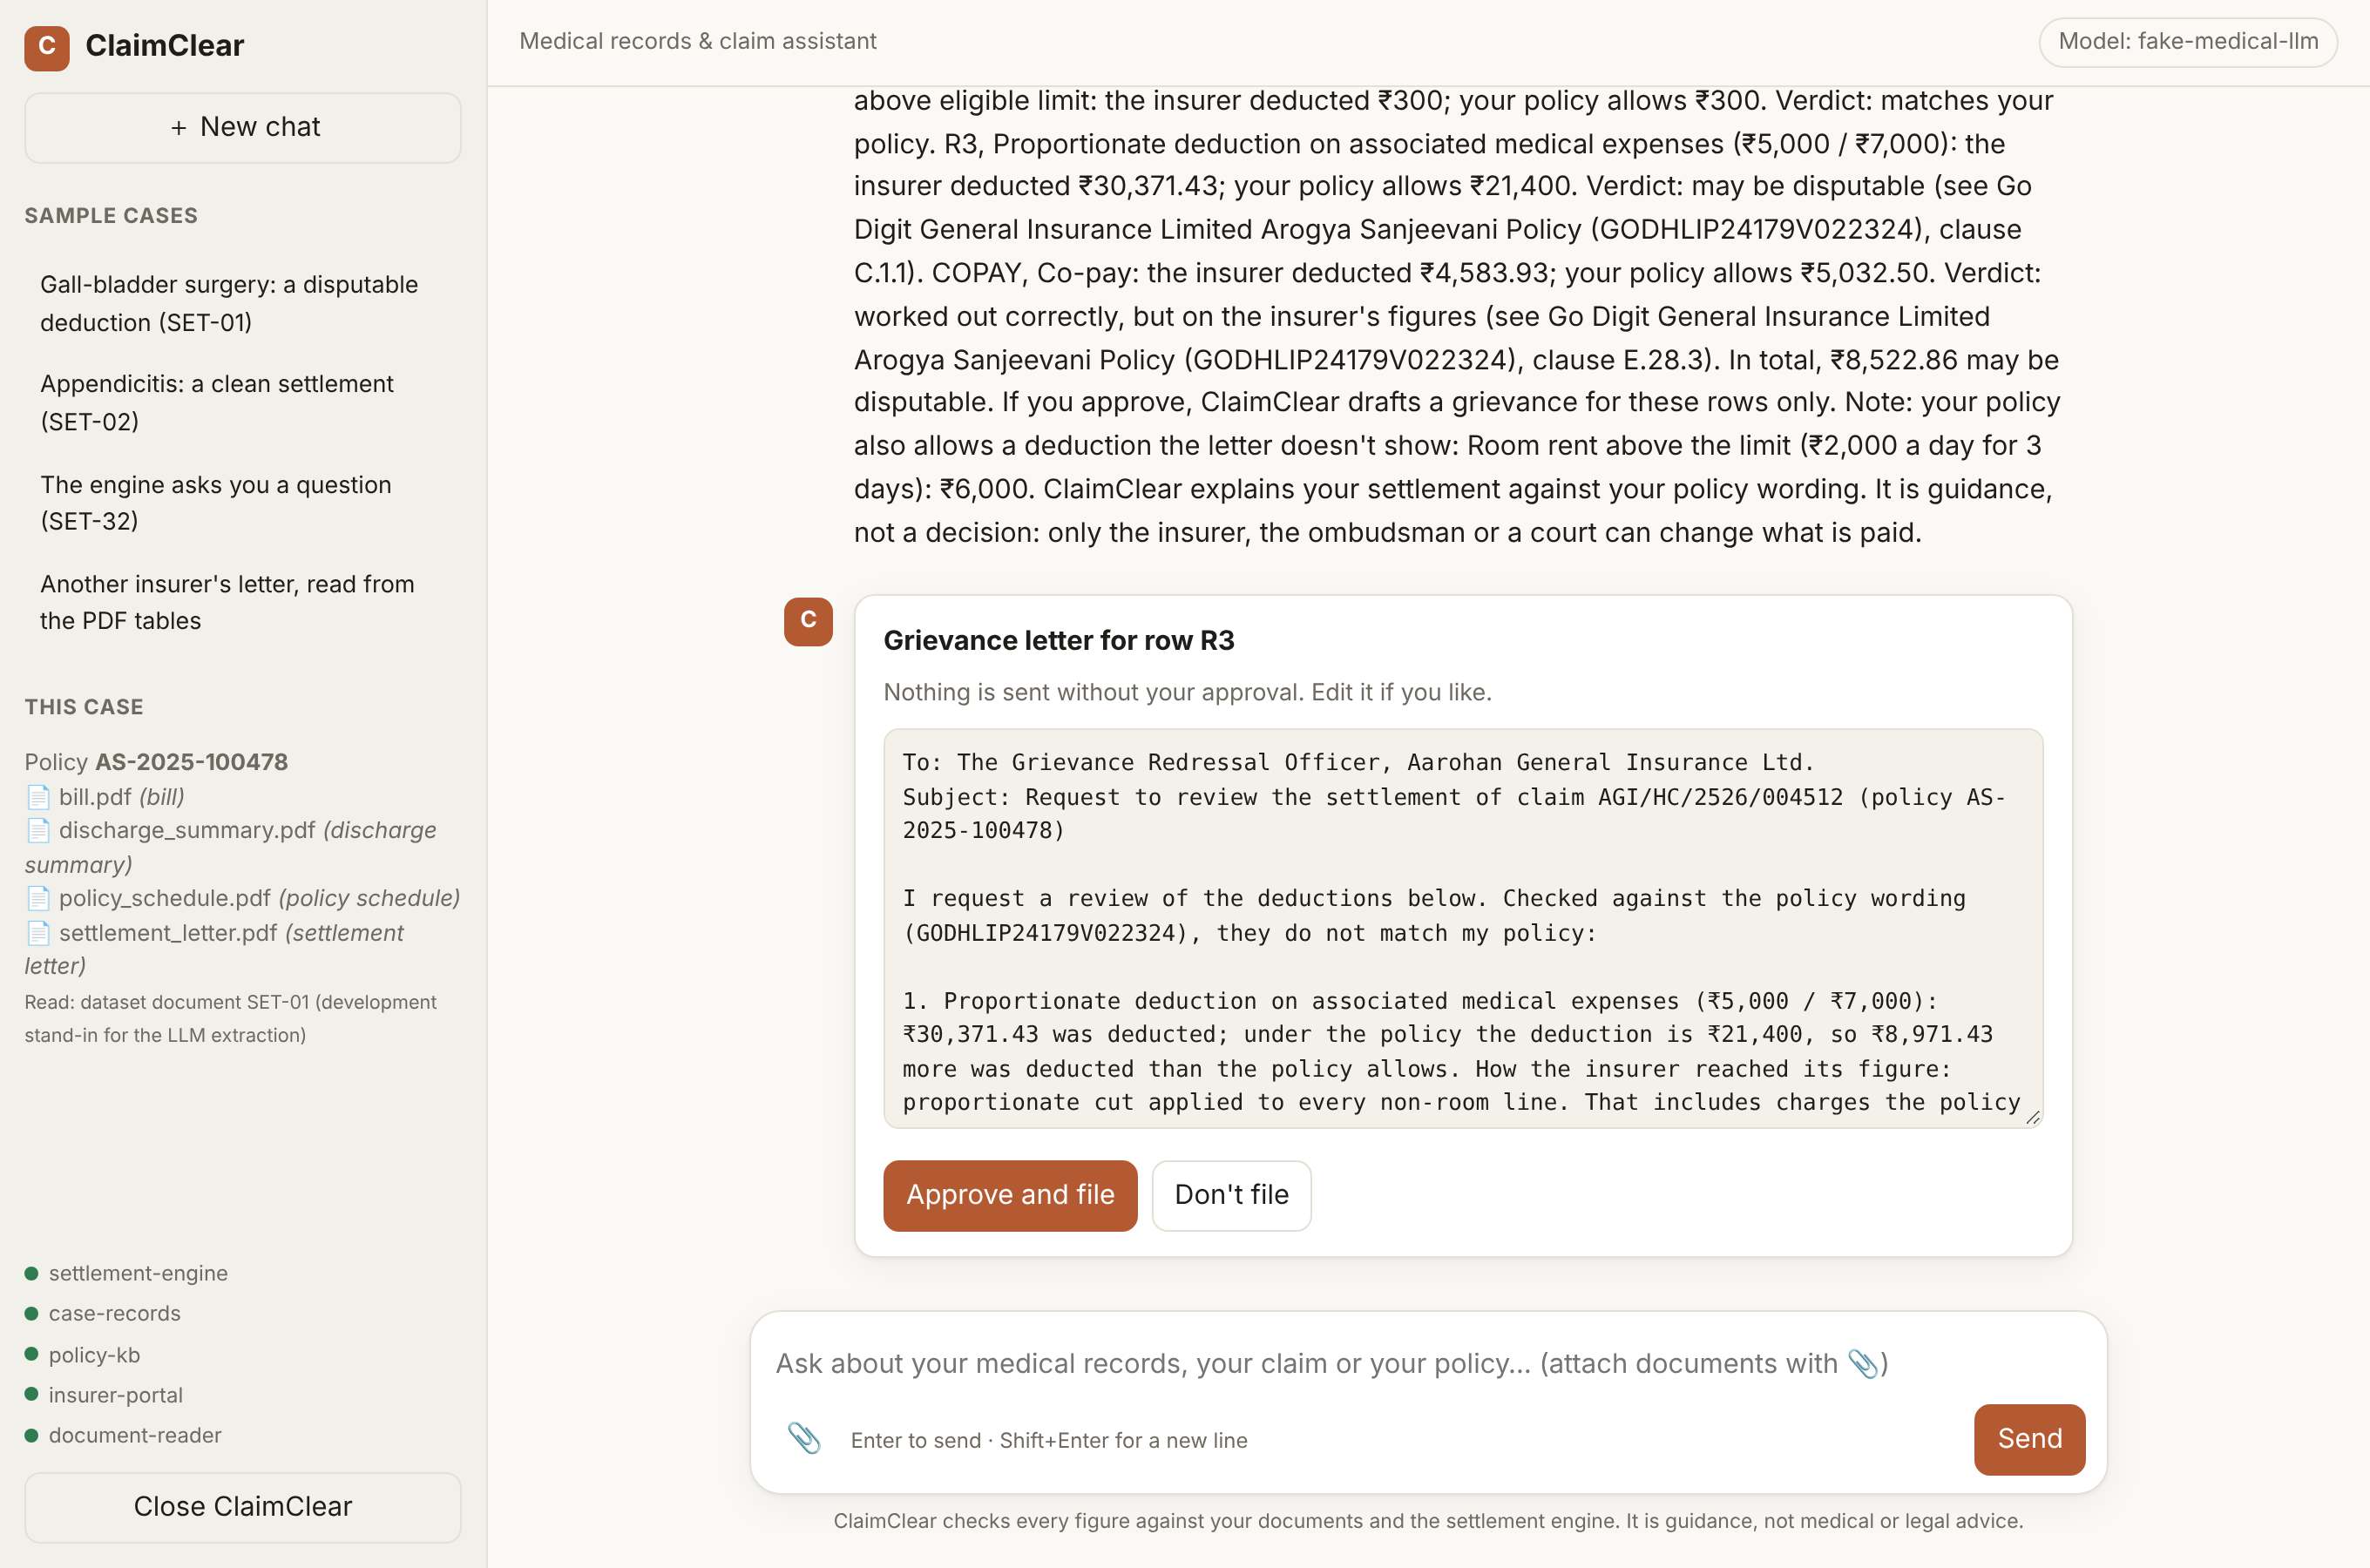 C ClaimClear
+ New chat
SAMPLE CASES
Gall-bladder surgery: a disputable
deduction (SET-01)
Appendicitis: a clean settlement
(SET-02)
The engine asks you a question
(SET-32)
Another insurer's letter, read from
the PDF tables
THIS CASE
Policy AS-2025-100478
bill.pdf (bill)
discharge_summary.pdf (discharge
summary)
policy_schedule.pdf (policy schedule)
settlement_letter.pdf (settlement
letter)
Read: dataset document SET-01 (development
stand-in for the LLM extraction)
settlement-engine
case-records
policy-kb
insurer-portal
document-reader
Close ClaimClear
Medical records & claim assistant
Model: fake-medical-llm
above eligible limit: the insurer deducted ₹300; your policy allows ₹300. Verdict: matches your
policy. R3, Proportionate deduction on associated medical expenses (₹5,000 / ₹7,000): the
insurer deducted ₹30,371.43; your policy allows ₹21,400. Verdict: may be disputable (see Go
Digit General Insurance Limited Arogya Sanjeevani Policy (GODHLIP24179V022324), clause
C.1.1). COPAY, Co-pay: the insurer deducted ₹4,583.93; your policy allows ₹5,032.50. Verdict:
worked out correctly, but on the insurer's figures (see Go Digit General Insurance Limited
Arogya Sanjeevani Policy (GODHLIP24179V022324), clause E.28.3). In total, ₹8,522.86 may be
disputable. If you approve, ClaimClear drafts a grievance for these rows only. Note: your policy
also allows a deduction the letter doesn't show: Room rent above the limit (₹2,000 a day for 3
days): ₹6,000. ClaimClear explains your settlement against your policy wording. It is guidance,
not a decision: only the insurer, the ombudsman or a court can change what is paid.
C
Grievance letter for row R3
Nothing is sent without your approval. Edit it if you like.
To: The Grievance Redressal Officer, Aarohan General Insurance Ltd.
Subject: Request to review the settlement of claim AGI/HC/2526/004512 (policy AS-
2025-100478)
I request a review of the deductions below. Checked against the policy wording
(GODHLIP24179V022324), they do not match my policy:
1. Proportionate deduction on associated medical expenses (₹5,000 / ₹7,000):
₹30,371.43 was deducted; under the policy the deduction is ₹21,400, so ₹8,971.43
more was deducted than the policy allows. How the insurer reached its figure:
proportionate cut applied to every non-room line. That includes charges the policy
Approve and file
Don't file
Ask about your medical records, your claim or your policy... (attach documents with 📎)
Enter to send · Shift+Enter for a new line
Send
ClaimClear checks every figure against your documents and the settlement engine. It is guidance, not medical or legal advice.